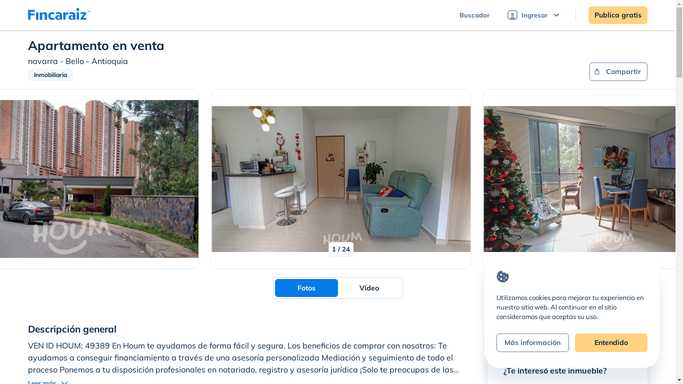 Fincaraiz
Buscador
Ingresar
Publica gratis
Apartamento en venta
navarra - Bello - Antioquia
Inmobiliaria
Compartir
HOUM
HOUM
HOUM
1 / 24
Fotos
Video
Utilizamos cookies para mejorar tu experiencia en
nuestro sitio web. Al continuar en el sitio
consideramos que aceptas su uso.
Más información
Entendido
Descripción general
VEN ID HOUM: 49389 En Houm te ayudamos de forma fácil y segura. Los beneficios de comprar con nosotros: Te
ayudamos a conseguir financiamiento a través de una asesoría personalizada Mediación y seguimiento de todo el
proceso Ponemos a tu disposición profesionales en notariado, registro y asesoría jurídica ¡Solo te preocupas de las...
Leer más
¿Te interesó este inmueble?